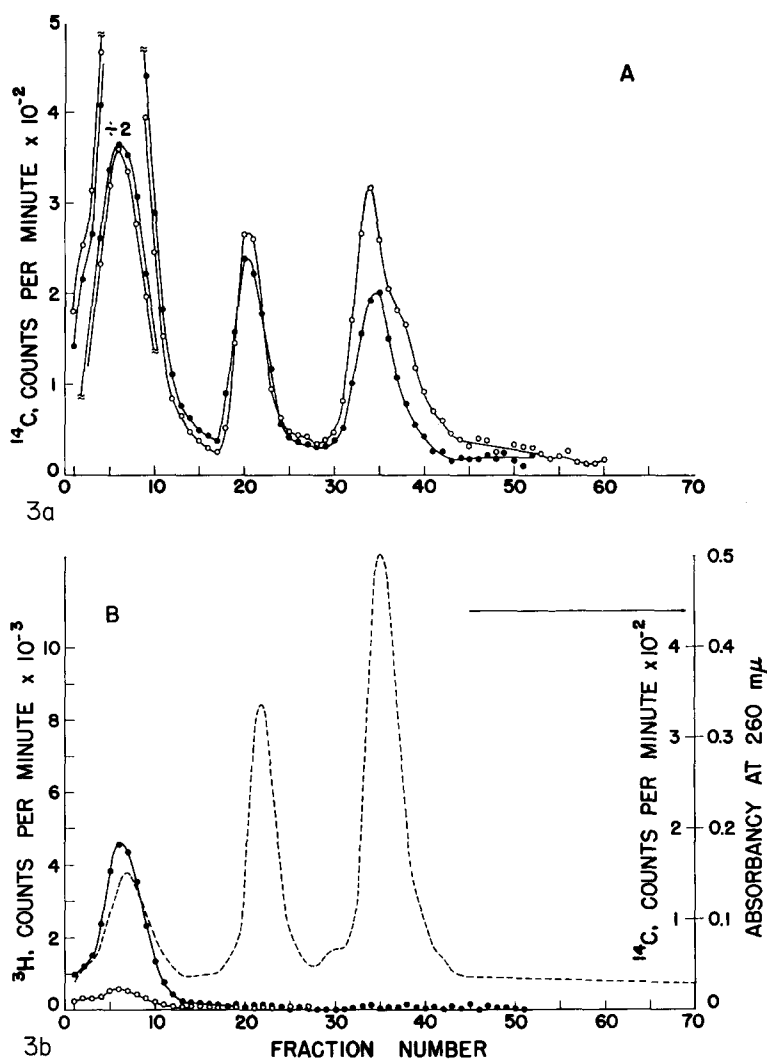 A
5
4
3
2
1
0
÷2
¹⁴C, COUNTS PER MINUTE x 10⁻²
0 10 20 30 40 50 60 70
3a
B
10
8
6
4
2
0
³H, COUNTS PER MINUTE x 10⁻³
4
3
2
1
¹⁴C, COUNTS PER MINUTE x10⁻²
0.5
0.4
0.3
0.2
0.1
0
ABSORBANCY AT 260 mμ
0 10 20 30 40 50 60 70
3b
FRACTION NUMBER